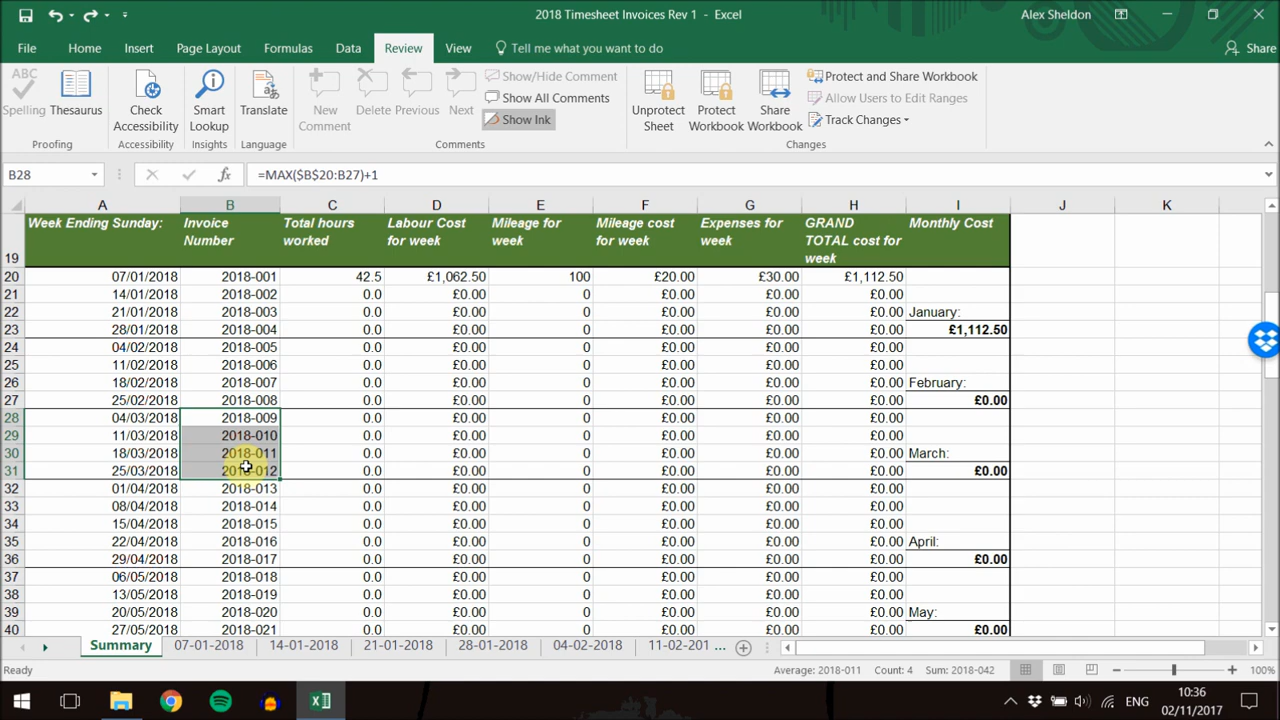 2018 Timesheet Invoices Rev 1 - Excel
Alex Sheldon
File Home Insert Page Layout Formulas Data Review View Tell me what you want to do Share
ABC
Spelling Thesaurus Check Accessibility Smart Lookup Translate New Comment Delete Previous Next
Show/Hide Comment
Show All Comments
Show Ink
Unprotect Sheet Protect Workbook Share Workbook
Protect and Share Workbook
Allow Users to Edit Ranges
Track Changes
Proofing Accessibility Insights Language Comments Changes
B28 fx =MAX($B$20:B27)+1
A B C D E F G H I J K
19 Week Ending Sunday: Invoice Number Total hours worked Labour Cost for week Mileage for week Mileage cost for week Expenses for week GRAND TOTAL cost for week Monthly Cost
20 07/01/2018 2018-001 42.5 £1,062.50 100 £20.00 £30.00 £1,112.50
21 14/01/2018 2018-002 0.0 £0.00 0 £0.00 £0.00 £0.00
22 21/01/2018 2018-003 0.0 £0.00 0 £0.00 £0.00 £0.00 January:
23 28/01/2018 2018-004 0.0 £0.00 0 £0.00 £0.00 £0.00 £1,112.50
24 04/02/2018 2018-005 0.0 £0.00 0 £0.00 £0.00 £0.00
25 11/02/2018 2018-006 0.0 £0.00 0 £0.00 £0.00 £0.00
26 18/02/2018 2018-007 0.0 £0.00 0 £0.00 £0.00 £0.00 February:
27 25/02/2018 2018-008 0.0 £0.00 0 £0.00 £0.00 £0.00 £0.00
28 04/03/2018 2018-009 0.0 £0.00 0 £0.00 £0.00 £0.00
29 11/03/2018 2018-010 0.0 £0.00 0 £0.00 £0.00 £0.00
30 18/03/2018 2018-011 0.0 £0.00 0 £0.00 £0.00 £0.00 March:
31 25/03/2018 2018-012 0.0 £0.00 0 £0.00 £0.00 £0.00 £0.00
32 01/04/2018 2018-013 0.0 £0.00 0 £0.00 £0.00 £0.00
33 08/04/2018 2018-014 0.0 £0.00 0 £0.00 £0.00 £0.00
34 15/04/2018 2018-015 0.0 £0.00 0 £0.00 £0.00 £0.00
35 22/04/2018 2018-016 0.0 £0.00 0 £0.00 £0.00 £0.00 April:
36 29/04/2018 2018-017 0.0 £0.00 0 £0.00 £0.00 £0.00 £0.00
37 06/05/2018 2018-018 0.0 £0.00 0 £0.00 £0.00 £0.00
38 13/05/2018 2018-019 0.0 £0.00 0 £0.00 £0.00 £0.00
39 20/05/2018 2018-020 0.0 £0.00 0 £0.00 £0.00 £0.00 May:
40 27/05/2018 2018-021 0.0 £0.00 0 £0.00 £0.00 £0.00 £0.00
Summary 07-01-2018 14-01-2018 21-01-2018 28-01-2018 04-02-2018 11-02-201 ...
Ready Average: 2018-011 Count: 4 Sum: 2018-042 100%
ENG 10:36
02/11/2017